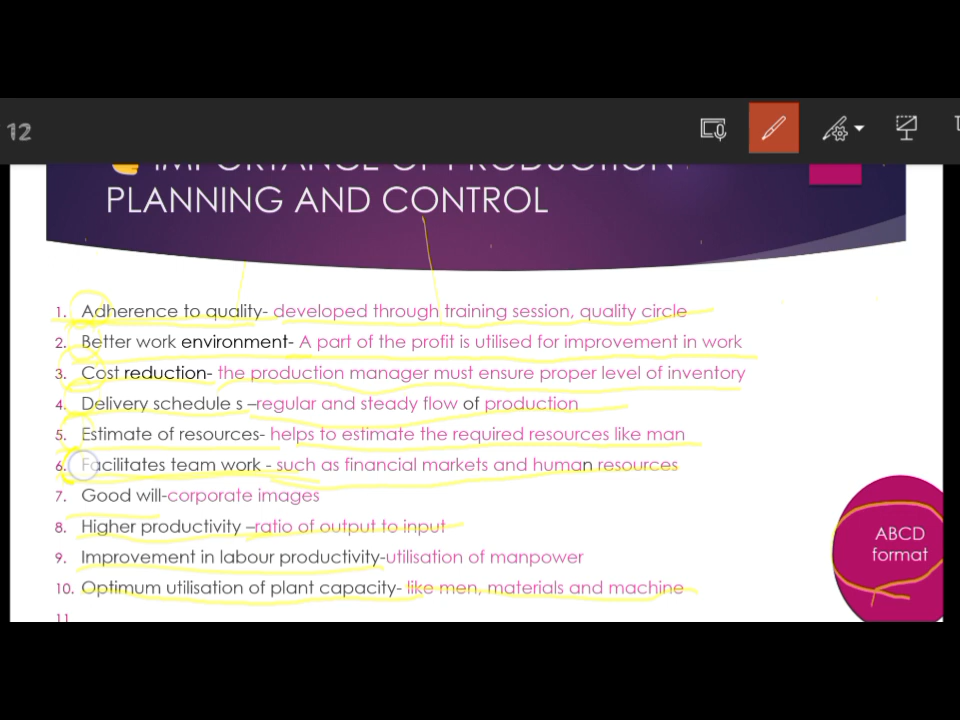 12
IMPORTANCE OF PRODUCTION
PLANNING AND CONTROL
1. Adherence to quality- developed through training session, quality circle
2. Better work environment- A part of the profit is utilised for improvement in work
3. Cost reduction- the production manager must ensure proper level of inventory
4. Delivery schedule s –regular and steady flow of production
5. Estimate of resources- helps to estimate the required resources like man
6. Facilitates team work - such as financial markets and human resources
7. Good will-corporate images
8. Higher productivity –ratio of output to input
9. Improvement in labour productivity-utilisation of manpower
10. Optimum utilisation of plant capacity- like men, materials and machine
11
ABCD
format